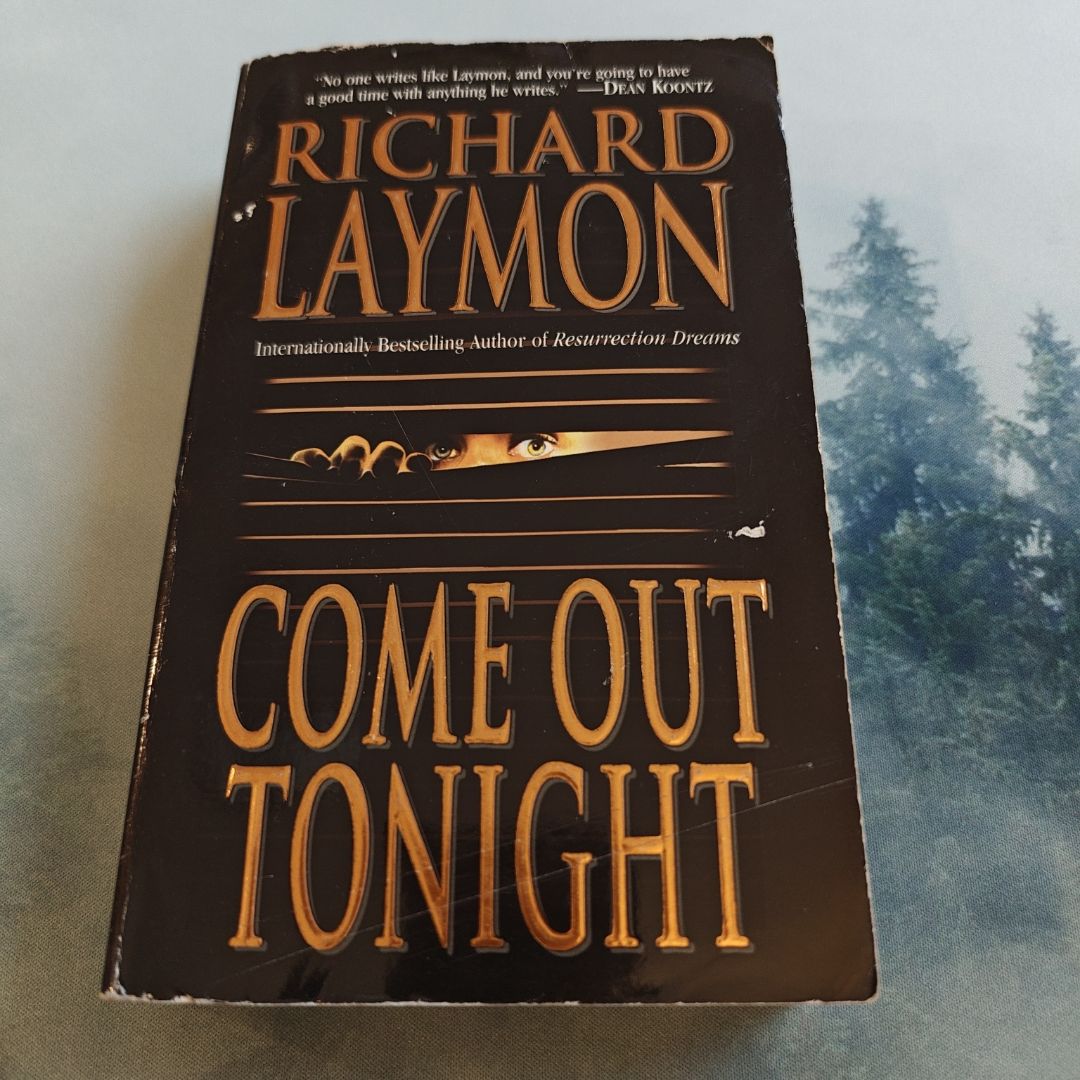 "No one writes like Laymon, and you're going to have
a good time with anything he writes." —DEAN KOONTZ
RICHARD
LAYMON
Internationally Bestselling Author of Resurrection Dreams
COME OUT
TONIGHT